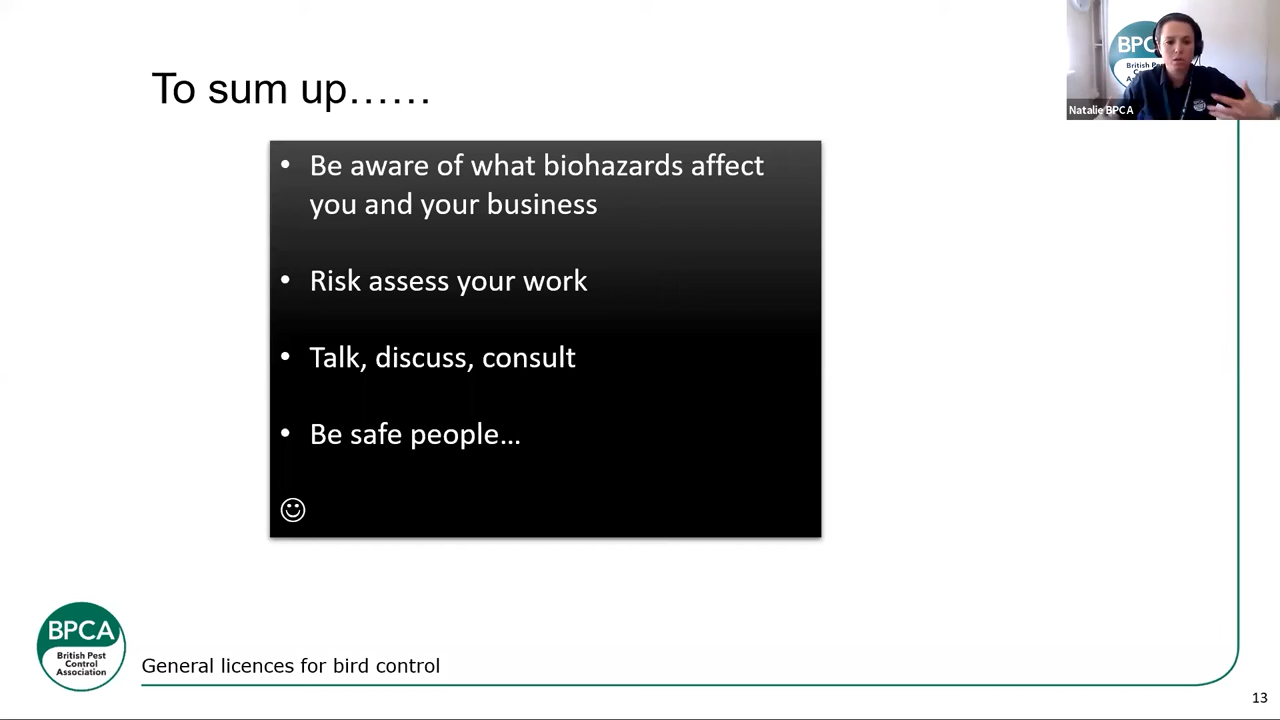 To sum up……
• Be aware of what biohazards affect
you and your business
• Risk assess your work
• Talk, discuss, consult
• Be safe people…
☺
BPCA
British Pest
Control
Association
General licences for bird control
13
Natalie BPCA